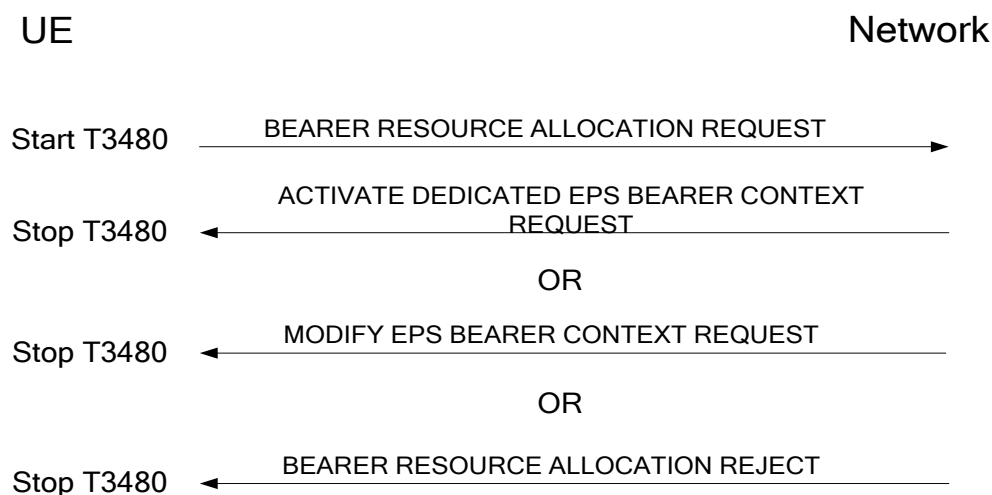 UE Network
Start T3480 BEARER RESOURCE ALLOCATION REQUEST
ACTIVATE DEDICATED EPS BEARER CONTEXT
Stop T3480 REQUEST
OR
Stop T3480 MODIFY EPS BEARER CONTEXT REQUEST
OR
Stop T3480 BEARER RESOURCE ALLOCATION REJECT